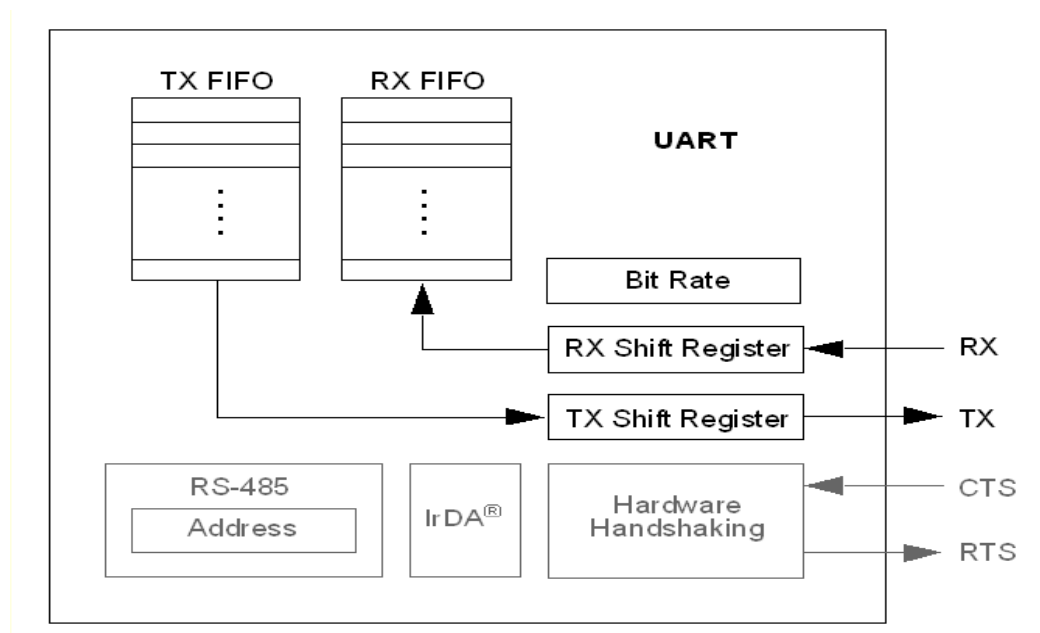 TX FIFO
RX FIFO
UART
Bit Rate
RX Shift Register
RX
TX Shift Register
TX
RS-485
Address
IrDA®
Hardware
Handshaking
CTS
RTS